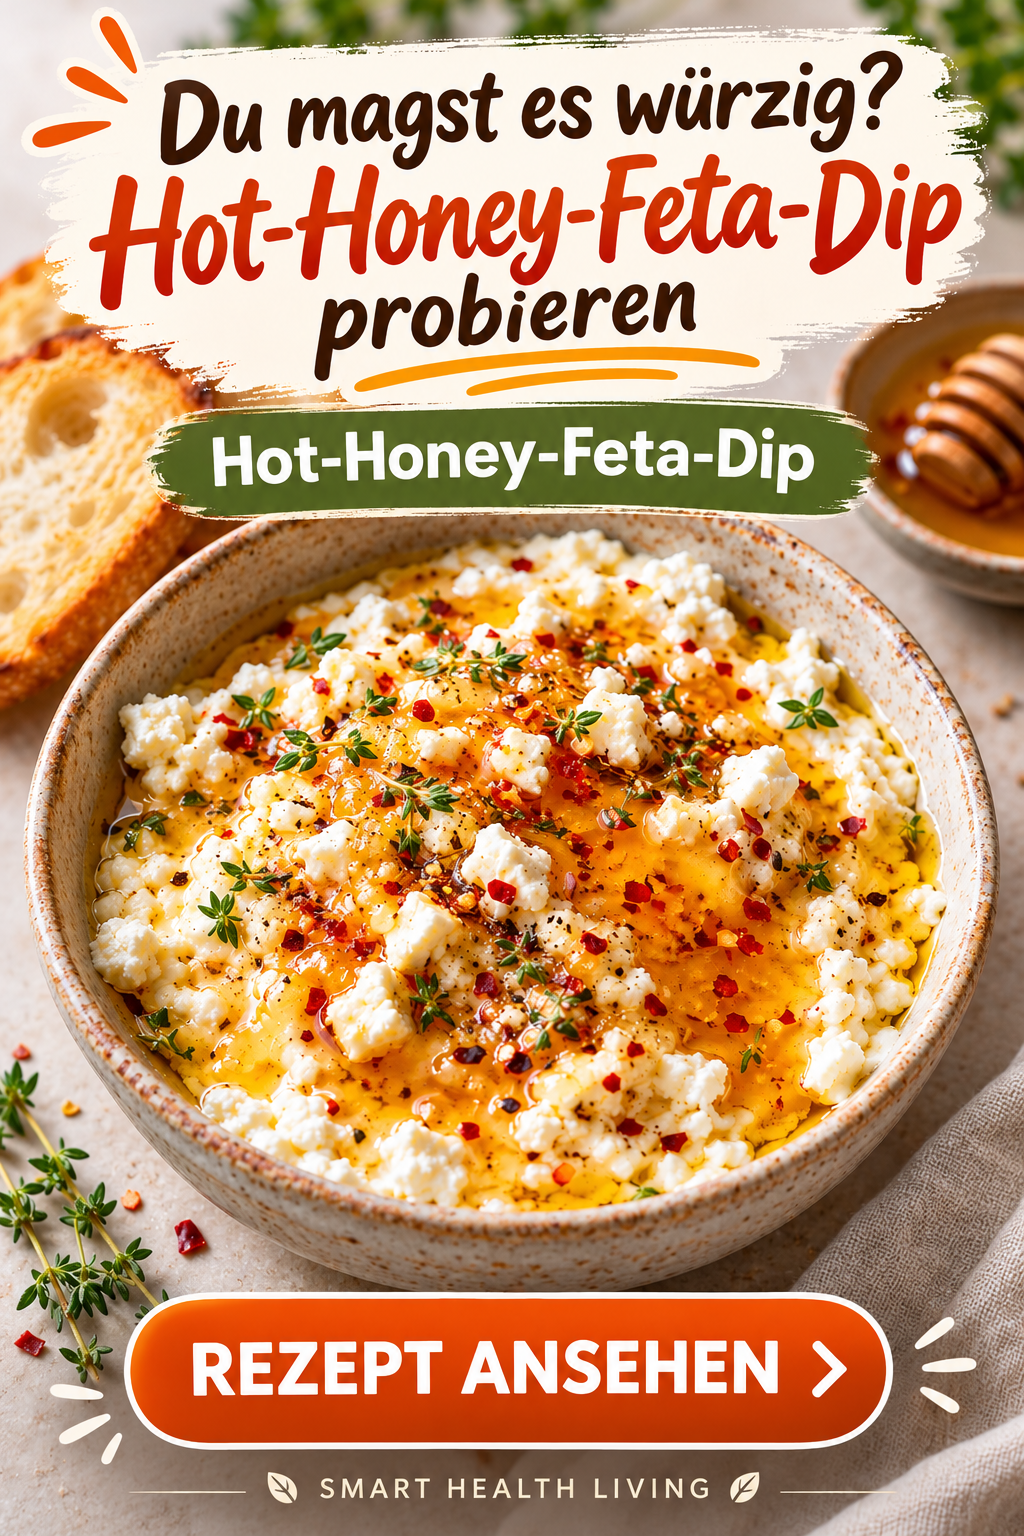 Du magst es würzig?
Hot-Honey-Feta-Dip
probieren
Hot-Honey-Feta-Dip
REZEPT ANSEHEN
SMART HEALTH LIVING